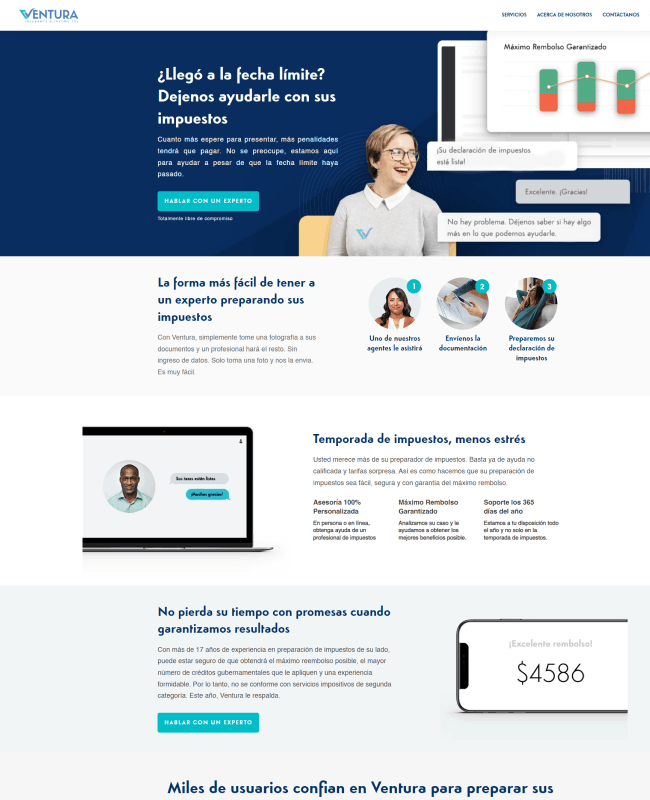 VENTURA
SERVICIOS ACERCA DE NOSOTROS CONTÁCTANOS
¿Llegó a la fecha límite?
Dejenos ayudarle con sus
impuestos
Cuanto más espere para presentar, más penalidades
tendrá que pagar. No se preocupe, estamos aquí
para ayudar a pesar de que la fecha límite haya
pasado.
HABLAR CON UN EXPERTO
Totalmente libre de compromiso
Máximo Rembolso Garantizado
¡Su declaración de impuestos
está lista!
Excelente. ¡Gracias!
No hay problema. Déjenos saber si hay algo
más en lo que podemos ayudarle.
La forma más fácil de tener a
un experto preparando sus
impuestos
Con Ventura, simplemente tome una fotografía a sus
documentos y un profesional hará el resto. Sin
ingreso de datos. Solo toma una foto y nos la envia.
Es muy fácil.
1
2
3
Uno de nuestros
agentes le asistirá
Envíenos la
documentación
Preparemos su
declaración de
impuestos
Sus taxes están listos
¡Muchas gracias!
Temporada de impuestos, menos estrés
Usted merece más de su preparador de impuestos. Basta ya de ayuda no
calificada y tarifas sorpresa. Así es como hacemos que su preparación de
impuestos sea fácil, segura y con garantía del máximo rembolso.
Asesoría 100%
Personalizada
En persona o en línea,
obtenga ayuda de un
profesional de impuestos
Máximo Rembolso
Garantizado
Analizamos su caso y le
ayudamos a obtener los
mejores beneficios posible.
Soporte los 365
días del año
Estamos a tu disposición todo
el año y no solo en la
temporada de impuestos.
No pierda su tiempo con promesas cuando
garantizamos resultados
Con más de 17 años de experiencia en preparación de impuestos de su lado,
puede estar seguro de que obtendrá el máximo reembolso posible, el mayor
número de créditos gubernamentales que le apliquen y una experiencia
formidable. Por lo tanto, no se conforme con servicios impositivos de segunda
categoría. Este año, Ventura le respalda.
HABLAR CON UN EXPERTO
¡Excelente rembolso!
$4586
Miles de usuarios confian en Ventura para preparar sus